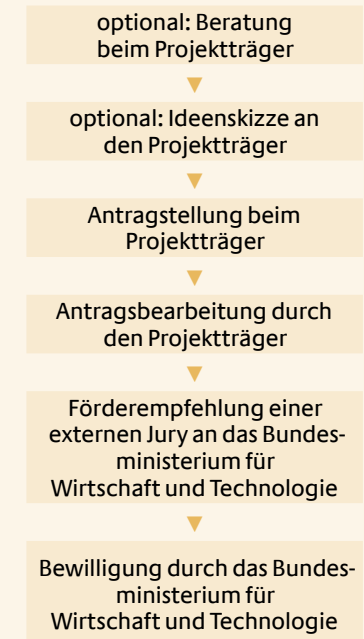 optional: Beratung
beim Projektträger
optional: Ideenskizze an
den Projektträger
Antragstellung beim
Projektträger
Antragsbearbeitung durch
den Projektträger
Förderempfehlung einer
externen Jury an das Bundes-
ministerium für
Wirtschaft und Technologie
Bewilligung durch das Bundes-
ministerium für
Wirtschaft und Technologie